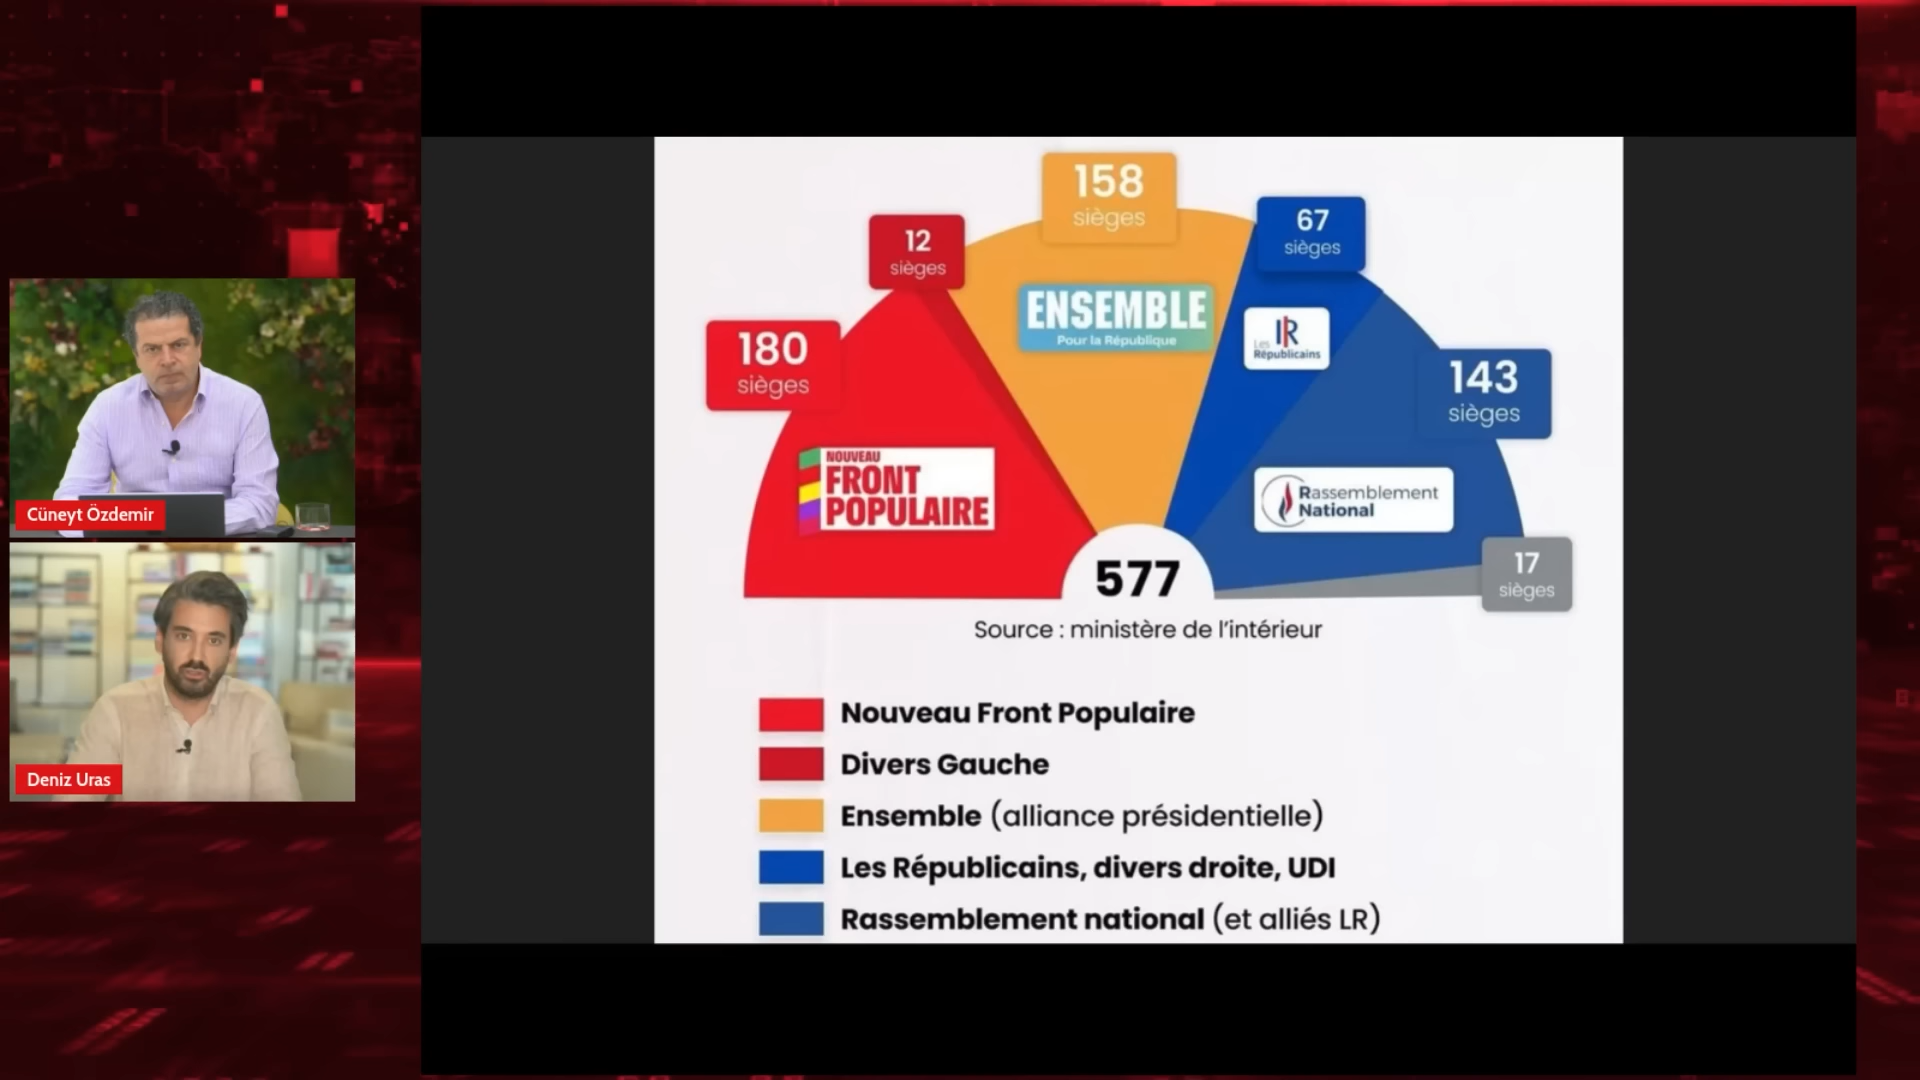 158
sièges
67
sièges
12
sièges
ENSEMBLE
Pour la République
Les
Républicains
180
sièges
143
sièges
NOUVEAU
FRONT
POPULAIRE
Rassemblement
National
17
sièges
577
Source : ministère de l'intérieur
Nouveau Front Populaire
Divers Gauche
Ensemble (alliance présidentielle)
Les Républicains, divers droite, UDI
Rassemblement national (et alliés LR)
Cüneyt Özdemir
Deniz Uras